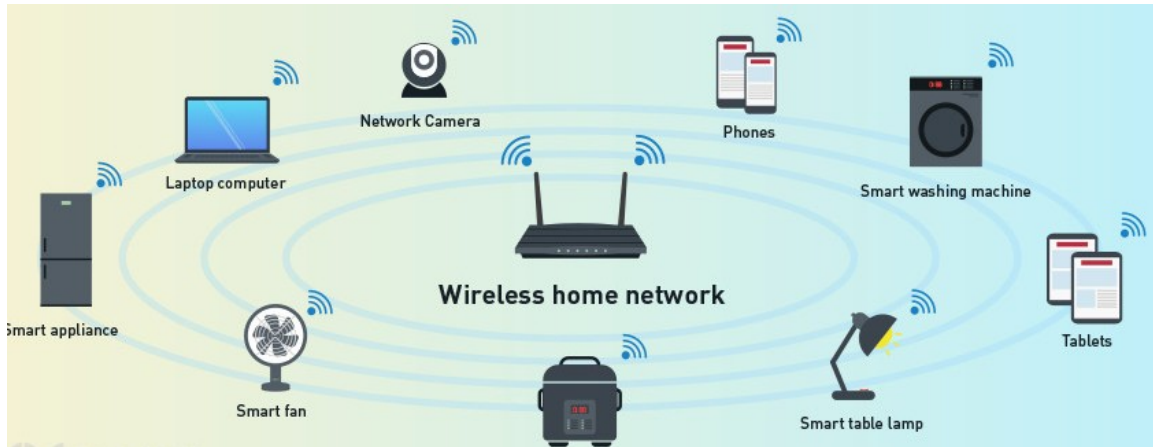 Network Camera
Phones
Laptop computer
Smart washing machine
Wireless home network
Smart appliance
Tablets
Smart fan
Smart table lamp